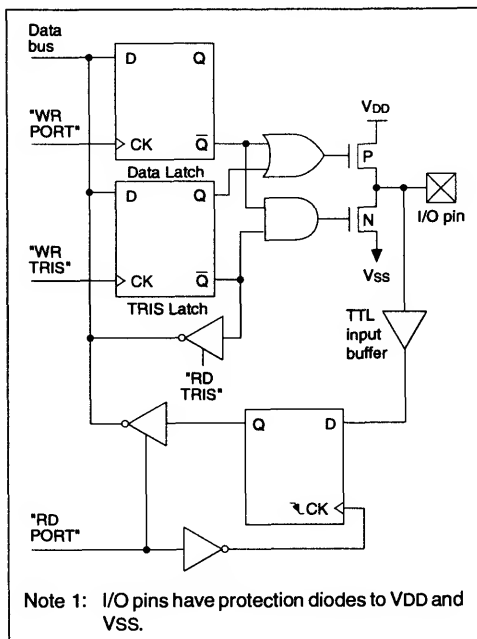 Data
bus
D Q
VDD
"WR
PORT"
CK Q
P
Data Latch
D Q
I/O pin
N
"WR
TRIS"
CK Q
VSS
TRIS Latch
TTL
input
buffer
"RD
TRIS"
Q D
CK
"RD
PORT"
Note 1: I/O pins have protection diodes to VDD and
VSS.